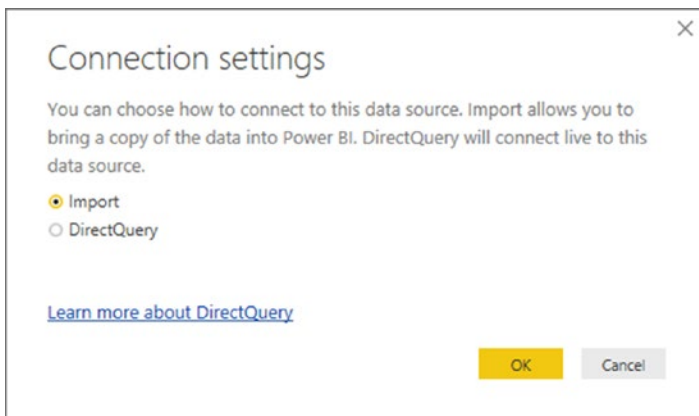 Connection settings
You can choose how to connect to this data source. Import allows you to
bring a copy of the data into Power BI. DirectQuery will connect live to this
data source.
Import
DirectQuery
Learn more about DirectQuery
OK Cancel